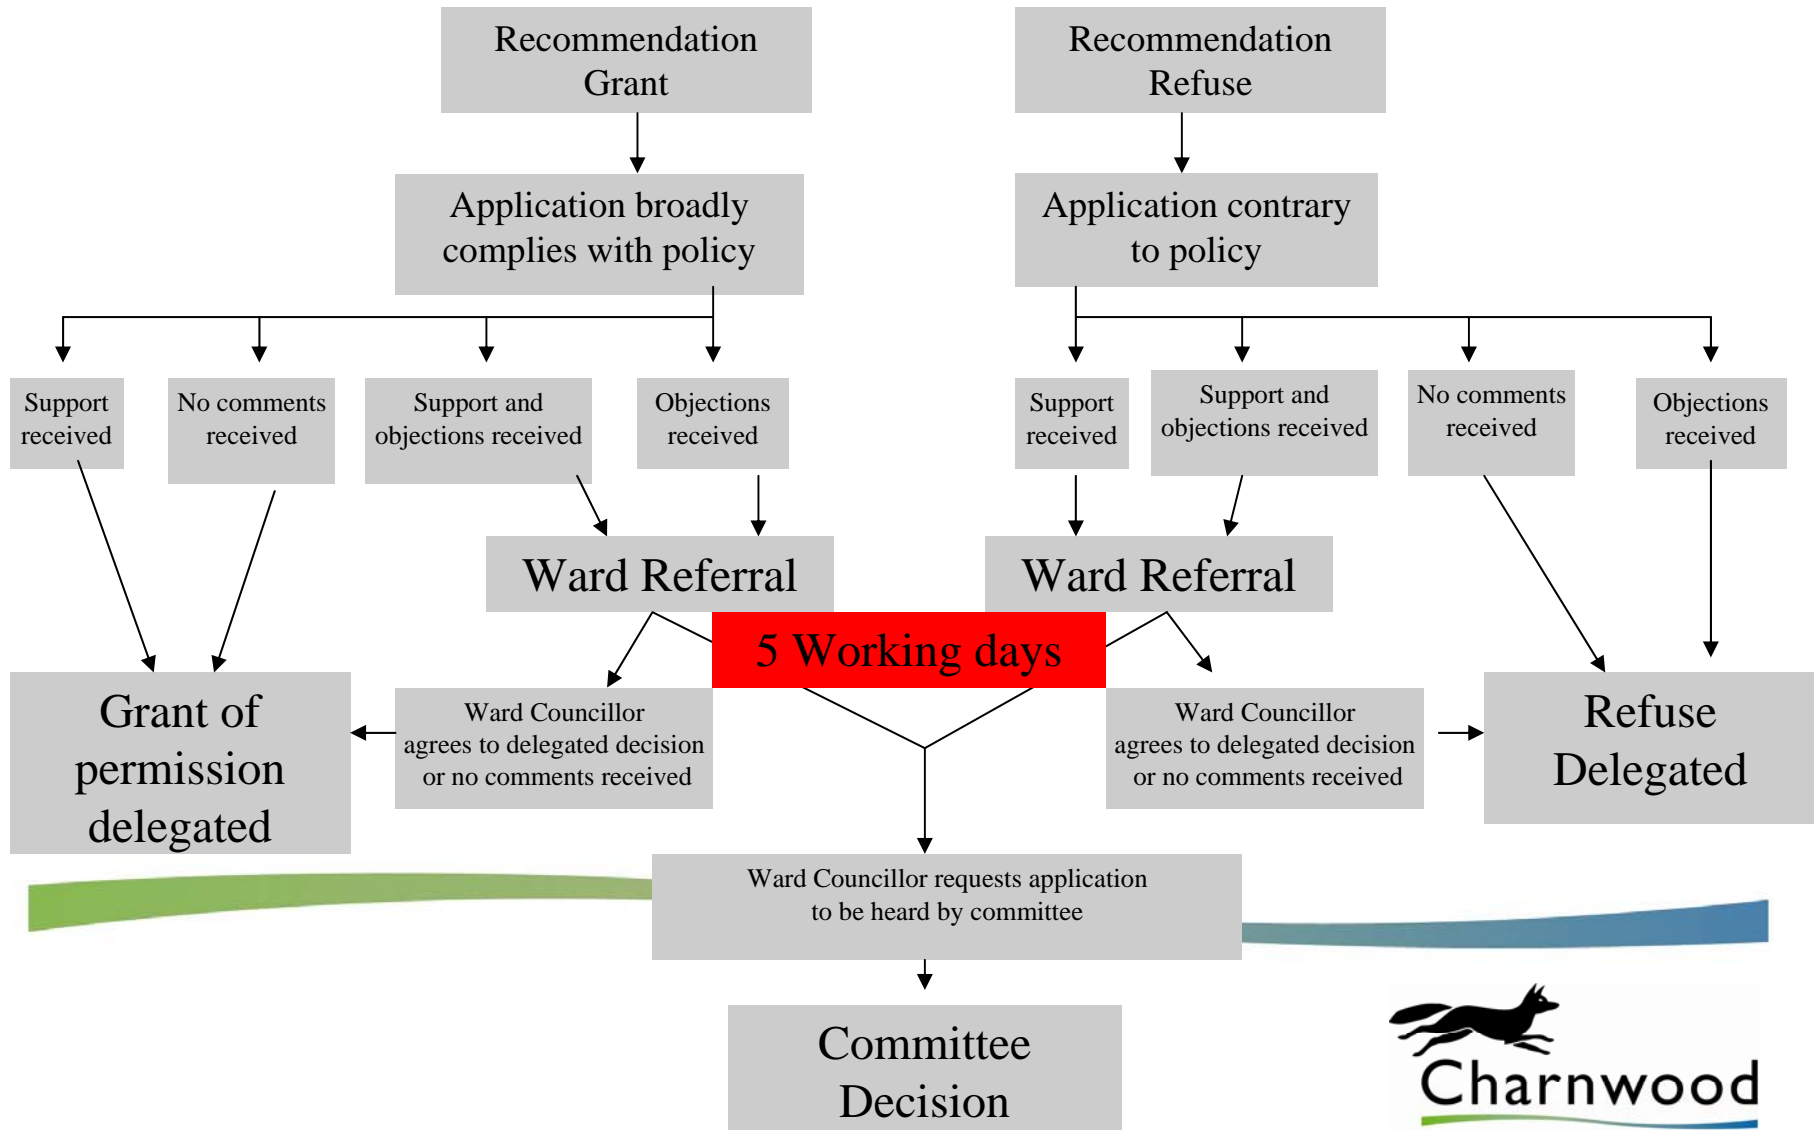 Recommendation
Grant
Recommendation
Refuse
Application broadly
complies with policy
Application contrary
to policy
Support
received
No comments
received
Support and
objections received
Objections
received
Support
received
Support and
objections received
No comments
received
Objections
received
Ward Referral
Ward Referral
5 Working days
Grant of
permission
delegated
Ward Councillor
agrees to delegated decision
or no comments received
Ward Councillor
agrees to delegated decision
or no comments received
Refuse
Delegated
Ward Councillor requests application
to be heard by committee
Committee
Decision
Charnwood